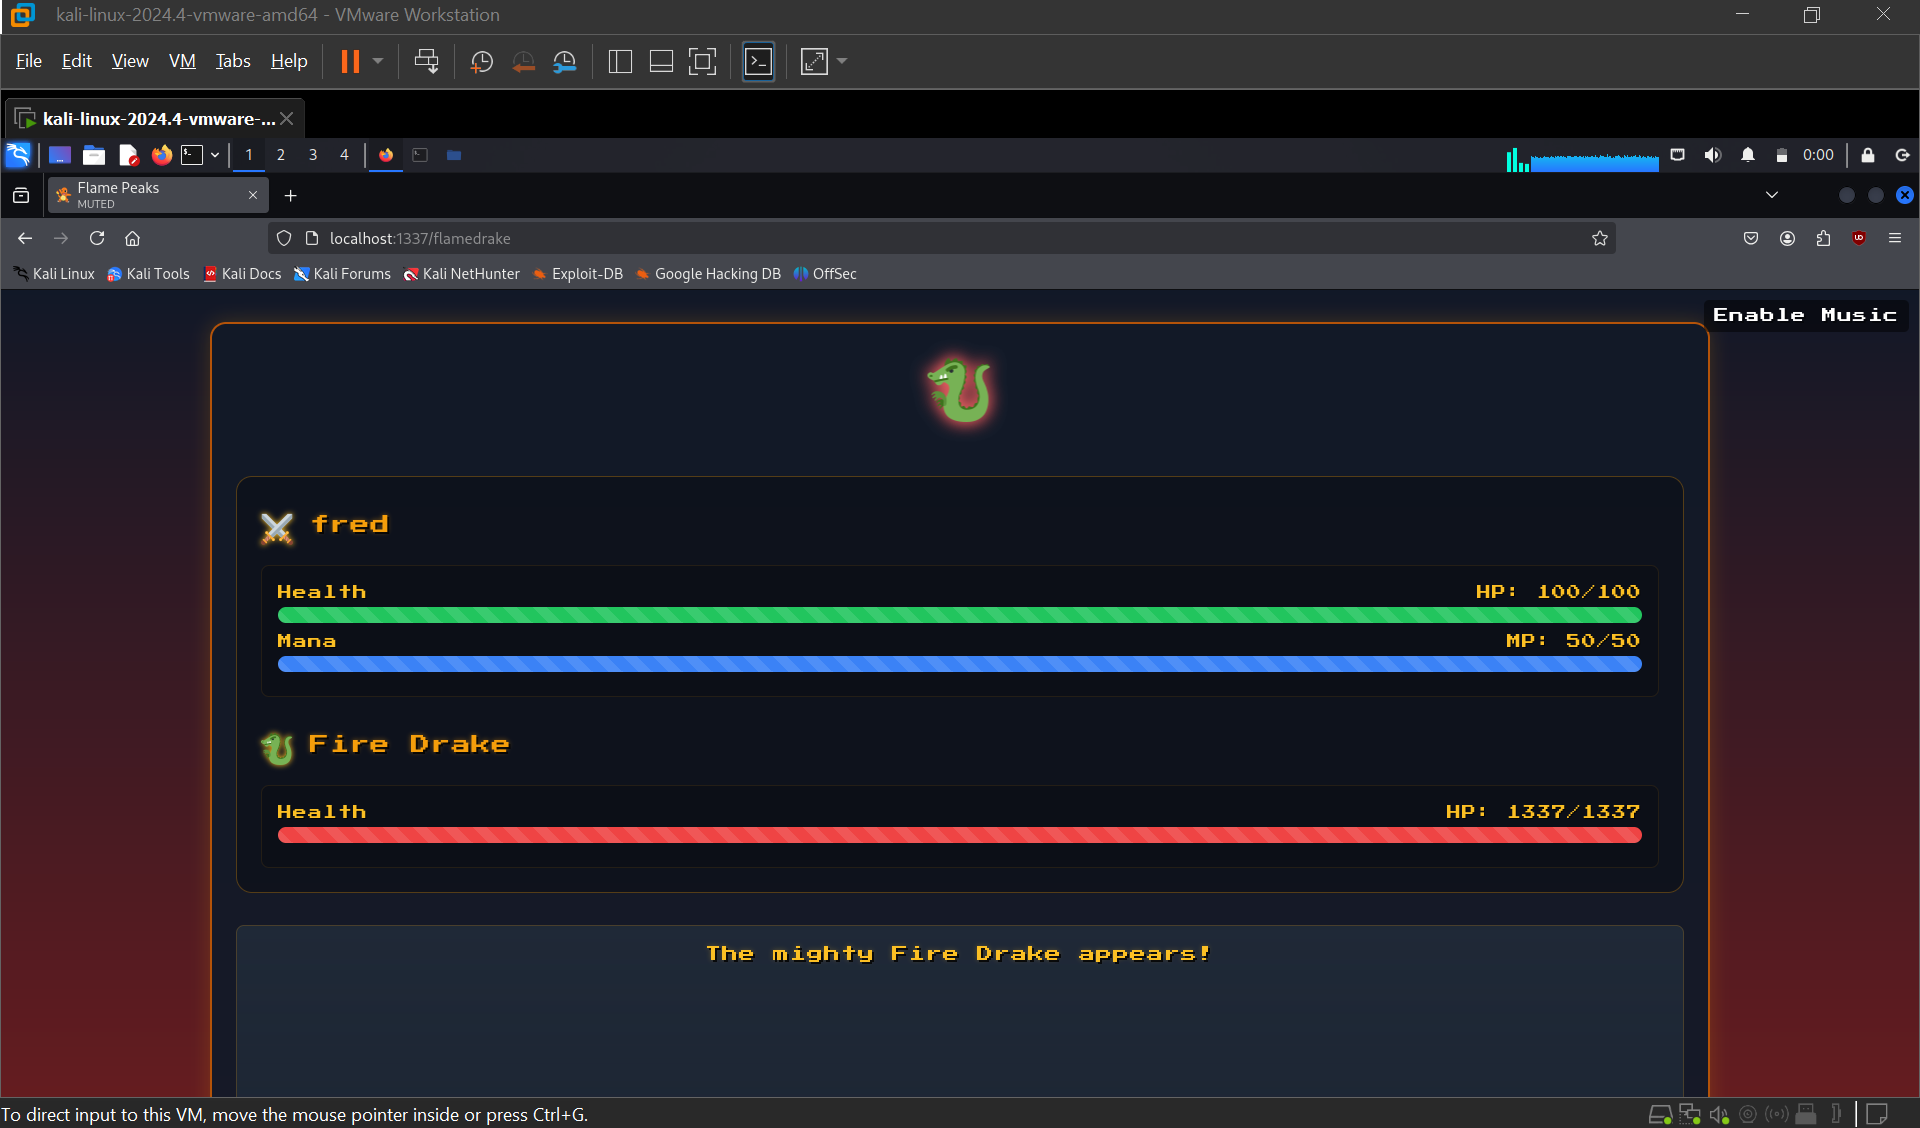 kali-linux-2024.4-vmware-amd64 - VMware Workstation
File Edit View VM Tabs Help
kali-linux-2024.4-vmware-...
1 2 3 4 0:00
Flame Peaks
MUTED
localhost:1337/flamedrake
Kali Linux Kali Tools Kali Docs Kali Forums Kali NetHunter Exploit-DB Google Hacking DB OffSec
Enable Music
fred
Health HP: 100/100
Mana MP: 50/50
Fire Drake
Health HP: 1337/1337
The mighty Fire Drake appears!
To direct input to this VM, move the mouse pointer inside or press Ctrl+G.